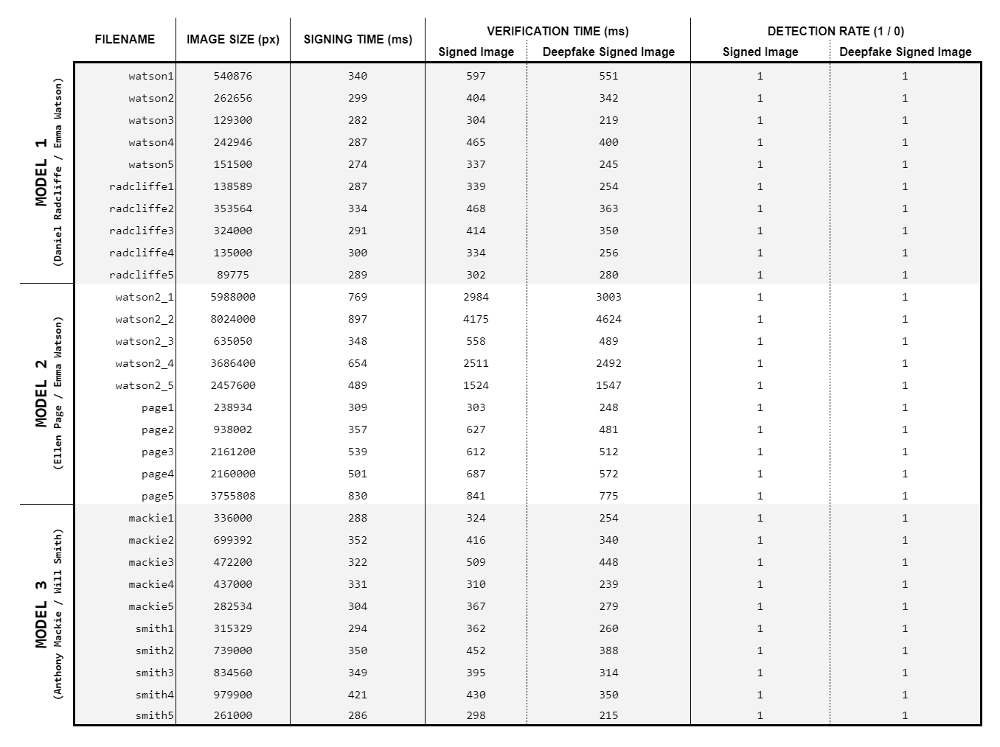 FILENAME IMAGE SIZE (px) SIGNING TIME (ms) VERIFICATION TIME (ms) DETECTION RATE (1 / 0)
Signed Image Deepfake Signed Image Signed Image Deepfake Signed Image
MODEL 1
(Daniel Radcliffe / Emma Watson)
watson1 540876 340 597 551 1 1
watson2 262656 299 404 342 1 1
watson3 129300 282 304 219 1 1
watson4 242946 287 465 400 1 1
watson5 151500 274 337 245 1 1
radcliffe1 138589 287 339 254 1 1
radcliffe2 353564 334 468 363 1 1
radcliffe3 324000 291 414 350 1 1
radcliffe4 135000 300 334 256 1 1
radcliffe5 89775 289 302 280 1 1
MODEL 2
(Ellen Page / Emma Watson)
watson2_1 5988000 769 2984 3003 1 1
watson2_2 8024000 897 4175 4624 1 1
watson2_3 635050 348 558 489 1 1
watson2_4 3686400 654 2511 2492 1 1
watson2_5 2457600 489 1524 1547 1 1
page1 238934 309 303 248 1 1
page2 938002 357 627 481 1 1
page3 2161200 539 612 512 1 1
page4 2160000 501 687 572 1 1
page5 3755808 830 841 775 1 1
MODEL 3
(Anthony Mackie / Will Smith)
mackie1 336000 288 324 254 1 1
mackie2 699392 352 416 340 1 1
mackie3 472200 322 509 448 1 1
mackie4 437000 331 310 239 1 1
mackie5 282534 304 367 279 1 1
smith1 315329 294 362 260 1 1
smith2 739000 350 452 388 1 1
smith3 834560 349 395 314 1 1
smith4 979900 421 430 350 1 1
smith5 261000 286 298 215 1 1